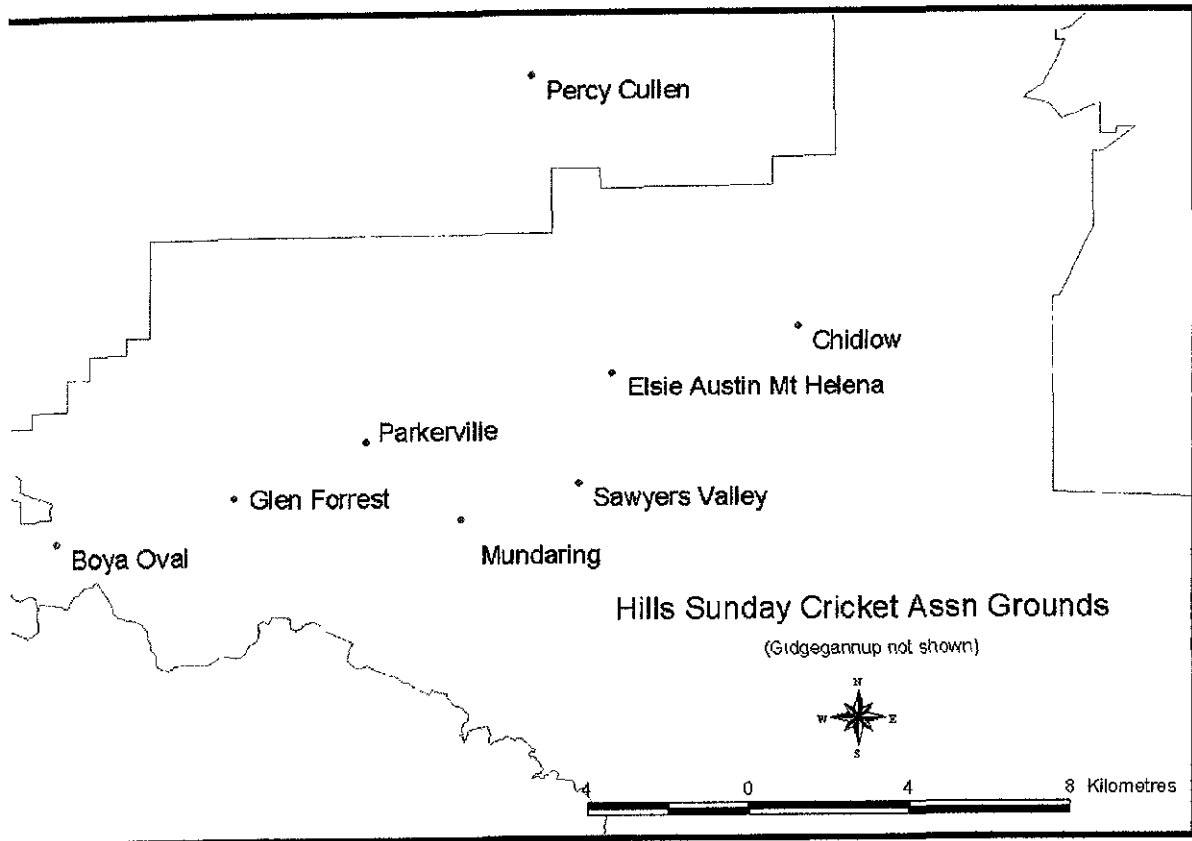 Percy Cullen
Chidlow
Elsie Austin Mt Helena
Parkerville
Glen Forrest
Sawyers Valley
Boya Oval
Mundaring
Hills Sunday Cricket Assn Grounds
(Gidgegannup not shown)
N
W E
S
4 0 4 8 Kilometres